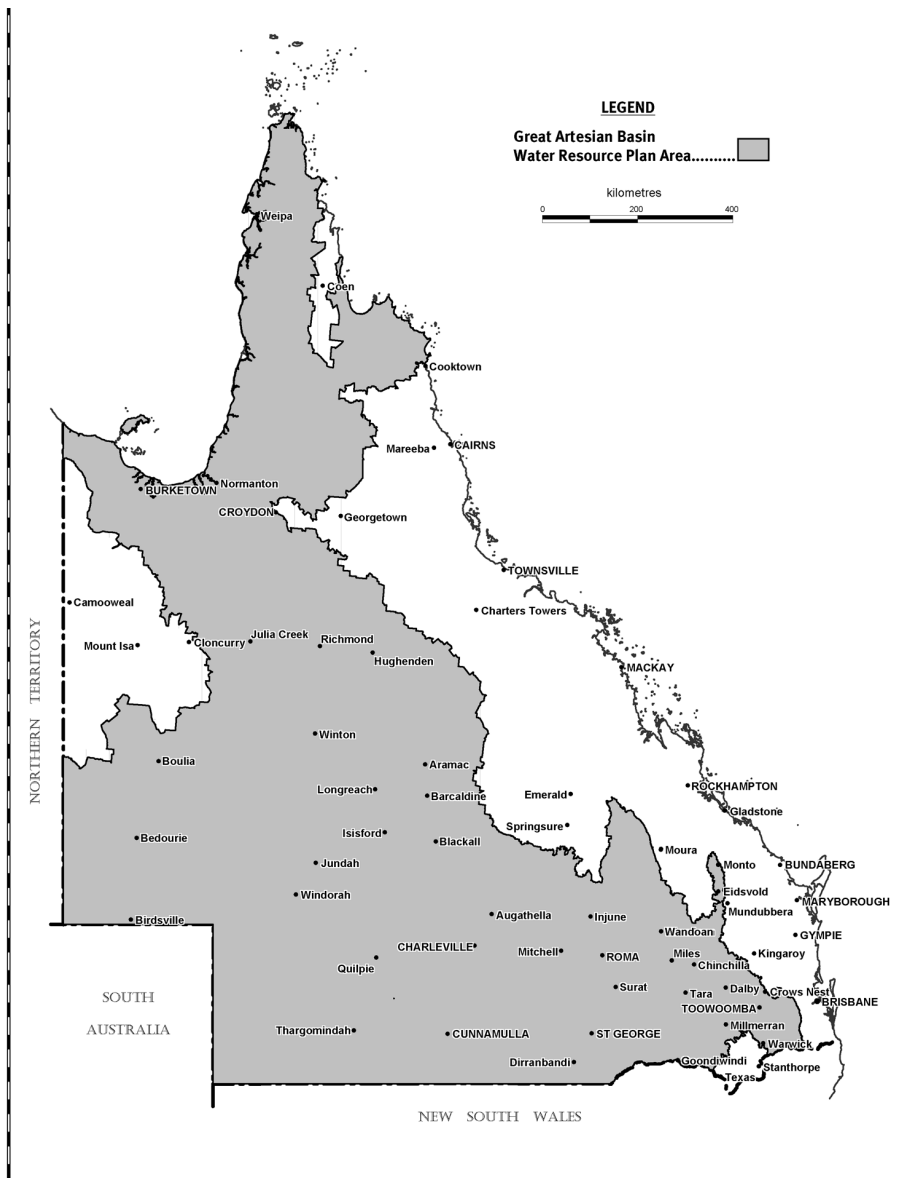 LEGEND
Great Artesian Basin
Water Resource Plan Area..........
kilometres
0 200 400
Weipa
Coen
Cooktown
Mareeba
CAIRNS
BURKETOWN
Normanton
CROYDON
Georgetown
TOWNSVILLE
Camooweal
Charters Towers
Mount Isa
Cloncurry
Julia Creek
Richmond
Hughenden
MACKAY
NORTHERN TERRITORY
Winton
Boulia
Aramac
Longreach
Barcaldine
Emerald
ROCKHAMPTON
Gladstone
Springsure
Bedourie
Isisford
Blackall
Moura
Jundah
Monto
BUNDABERG
Windorah
Eidsvold
MARYBOROUGH
Mundubbera
Birdsville
Augathella
Injune
Wandoan
GYMPIE
CHARLEVILLE
Mitchell
ROMA
Miles
Kingaroy
Quilpie
Chinchilla
SOUTH
AUSTRALIA
Surat
Tara
Dalby
Crows Nest
BRISBANE
TOOWOOMBA
Thargomindah
CUNNAMULLA
ST GEORGE
Millmerran
Warwick
Dirranbandi
Goondiwindi
Stanthorpe
Texas
NEW SOUTH WALES